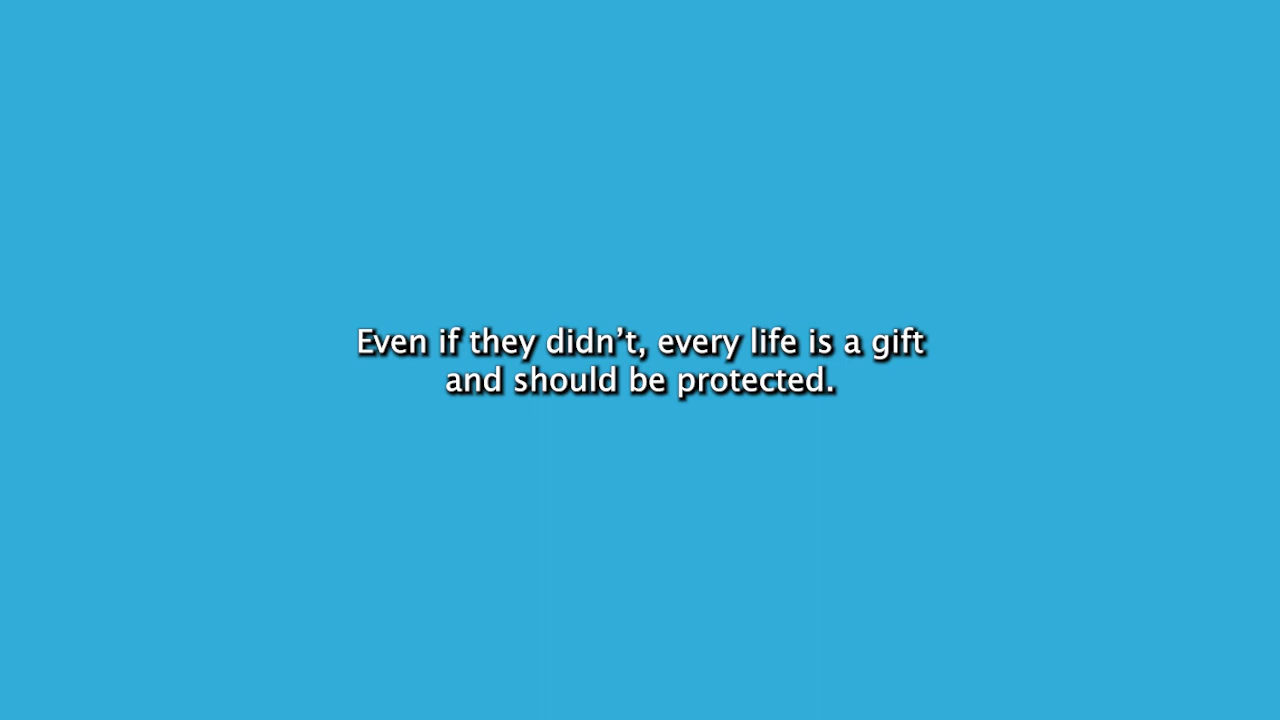 Even if they didn’t, every life is a gift
and should be protected.